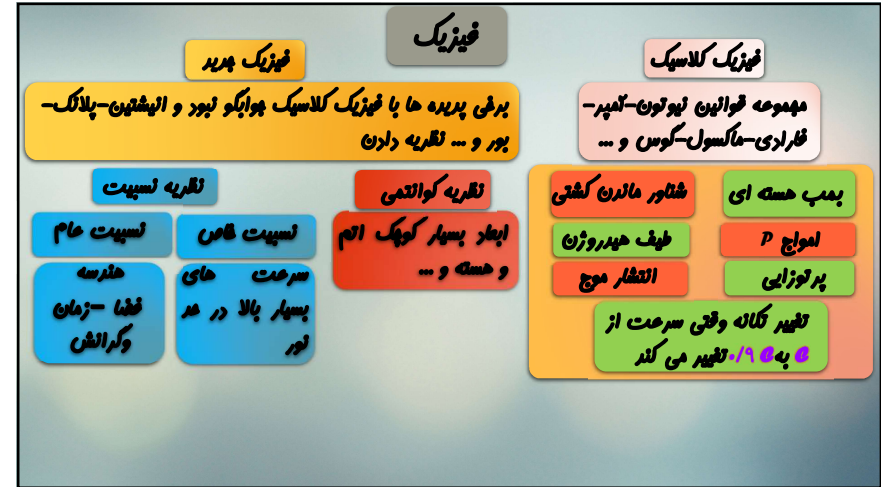 فیزیک
فیزیک کلاسیک
فیزیک جدید
مجموعه قوانین نیوتون-آمپر-
فارادی-ماکسول-گوس و ...
برخی پدیده ها با فیزیک کلاسیک جوابگو نبود و انیشتین-پلانک-
بور و ... نظریه دادن
بمب هسته ای
شناور ماندن کشتی
امواج P
طیف هیدروژن
پرتوزایی
انتشار موج
تغییر تکانه وقتی سرعت از
به ۰/۹ تغییر می کند
نظریه کوانتمی
ابعاد بسیار کوچک اتم
و هسته و ...
نظریه نسبیت
نسبیت خاص
نسبیت عام
سرعت های
بسیار بالا در حد
نور
هندسه
فضا -زمان
وگرانش